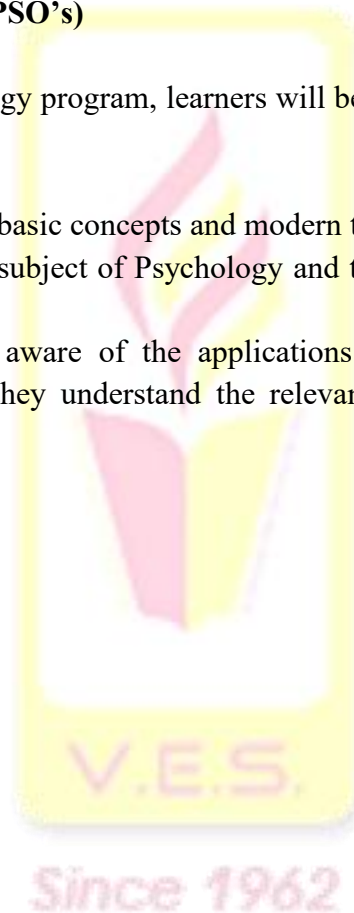 PSO's)
gy program, learners will be
basic concepts and modern t
subject of Psychology and t
aware of the applications
hey understand the relevan
V.E.S.
Since 1962